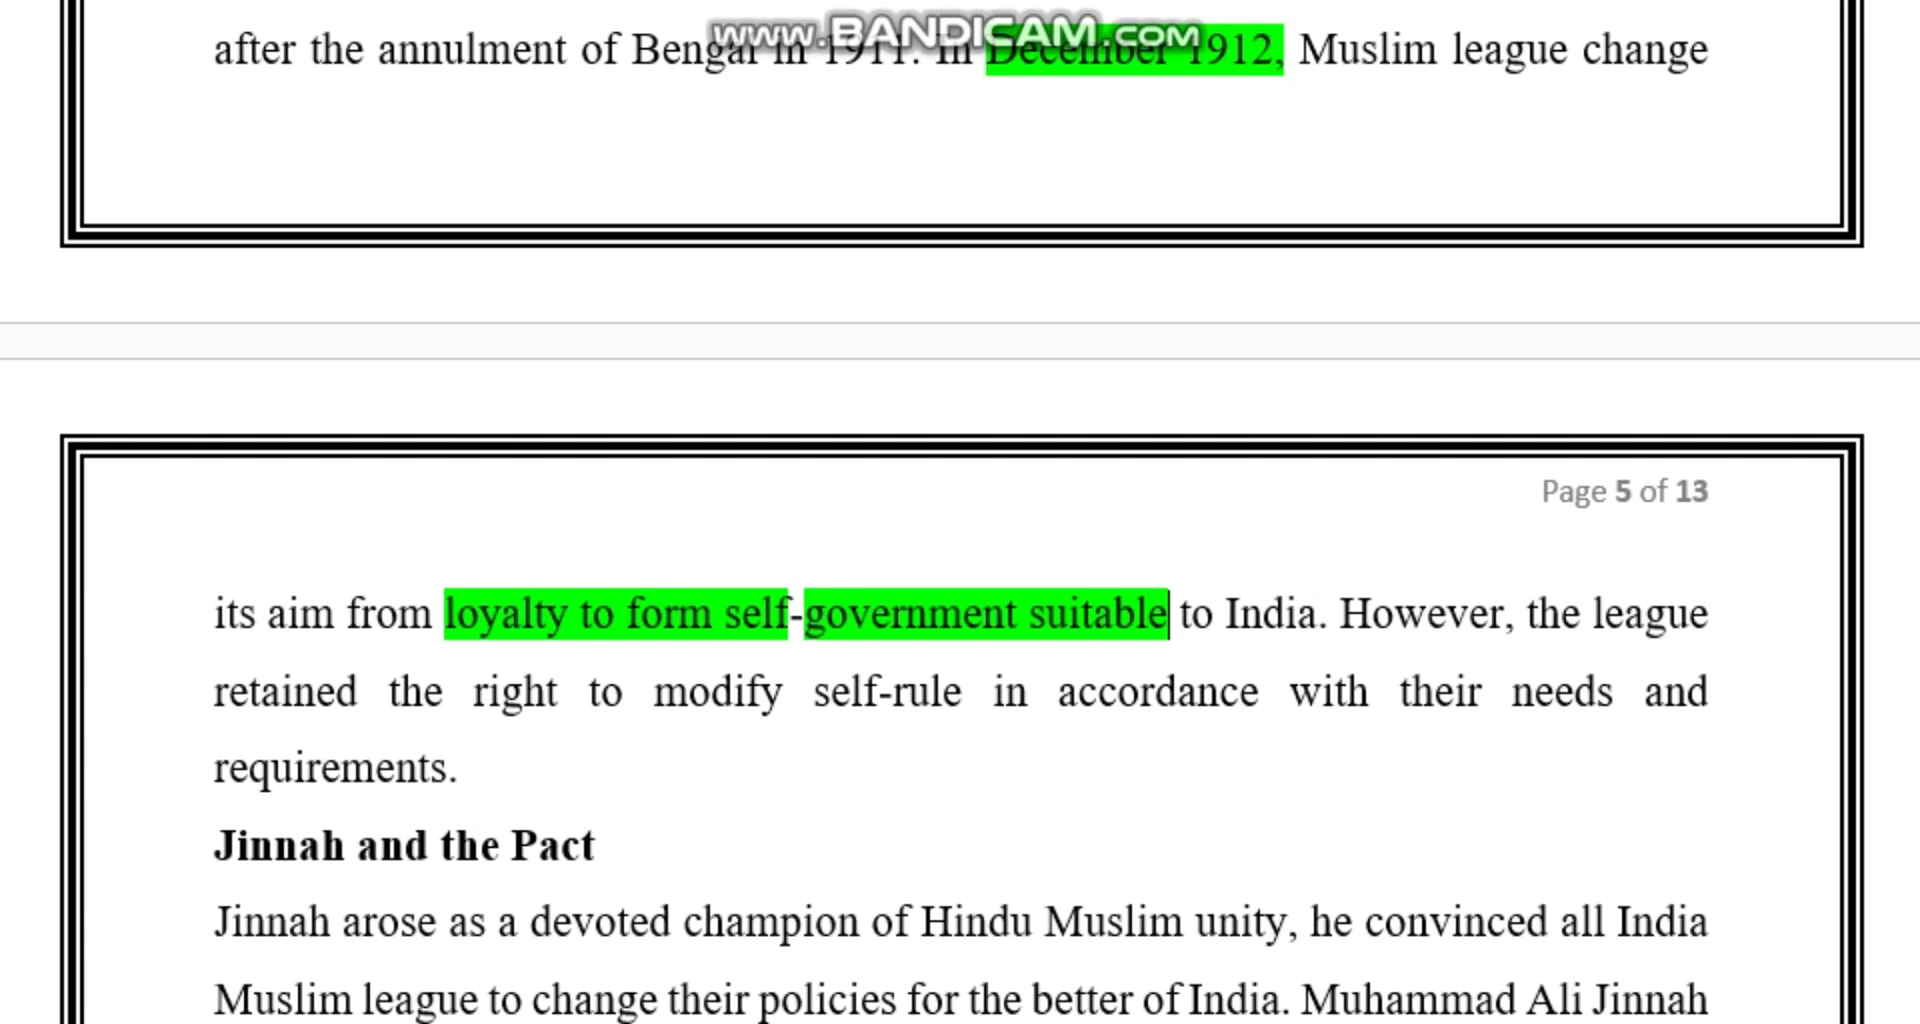 www.BANDICAM.com
after the annulment of Bengal in 1911. In December 1912, Muslim league change
Page 5 of 13
its aim from loyalty to form self-government suitable to India. However, the league
retained the right to modify self-rule in accordance with their needs and
requirements.
Jinnah and the Pact
Jinnah arose as a devoted champion of Hindu Muslim unity, he convinced all India
Muslim league to change their policies for the better of India. Muhammad Ali Jinnah